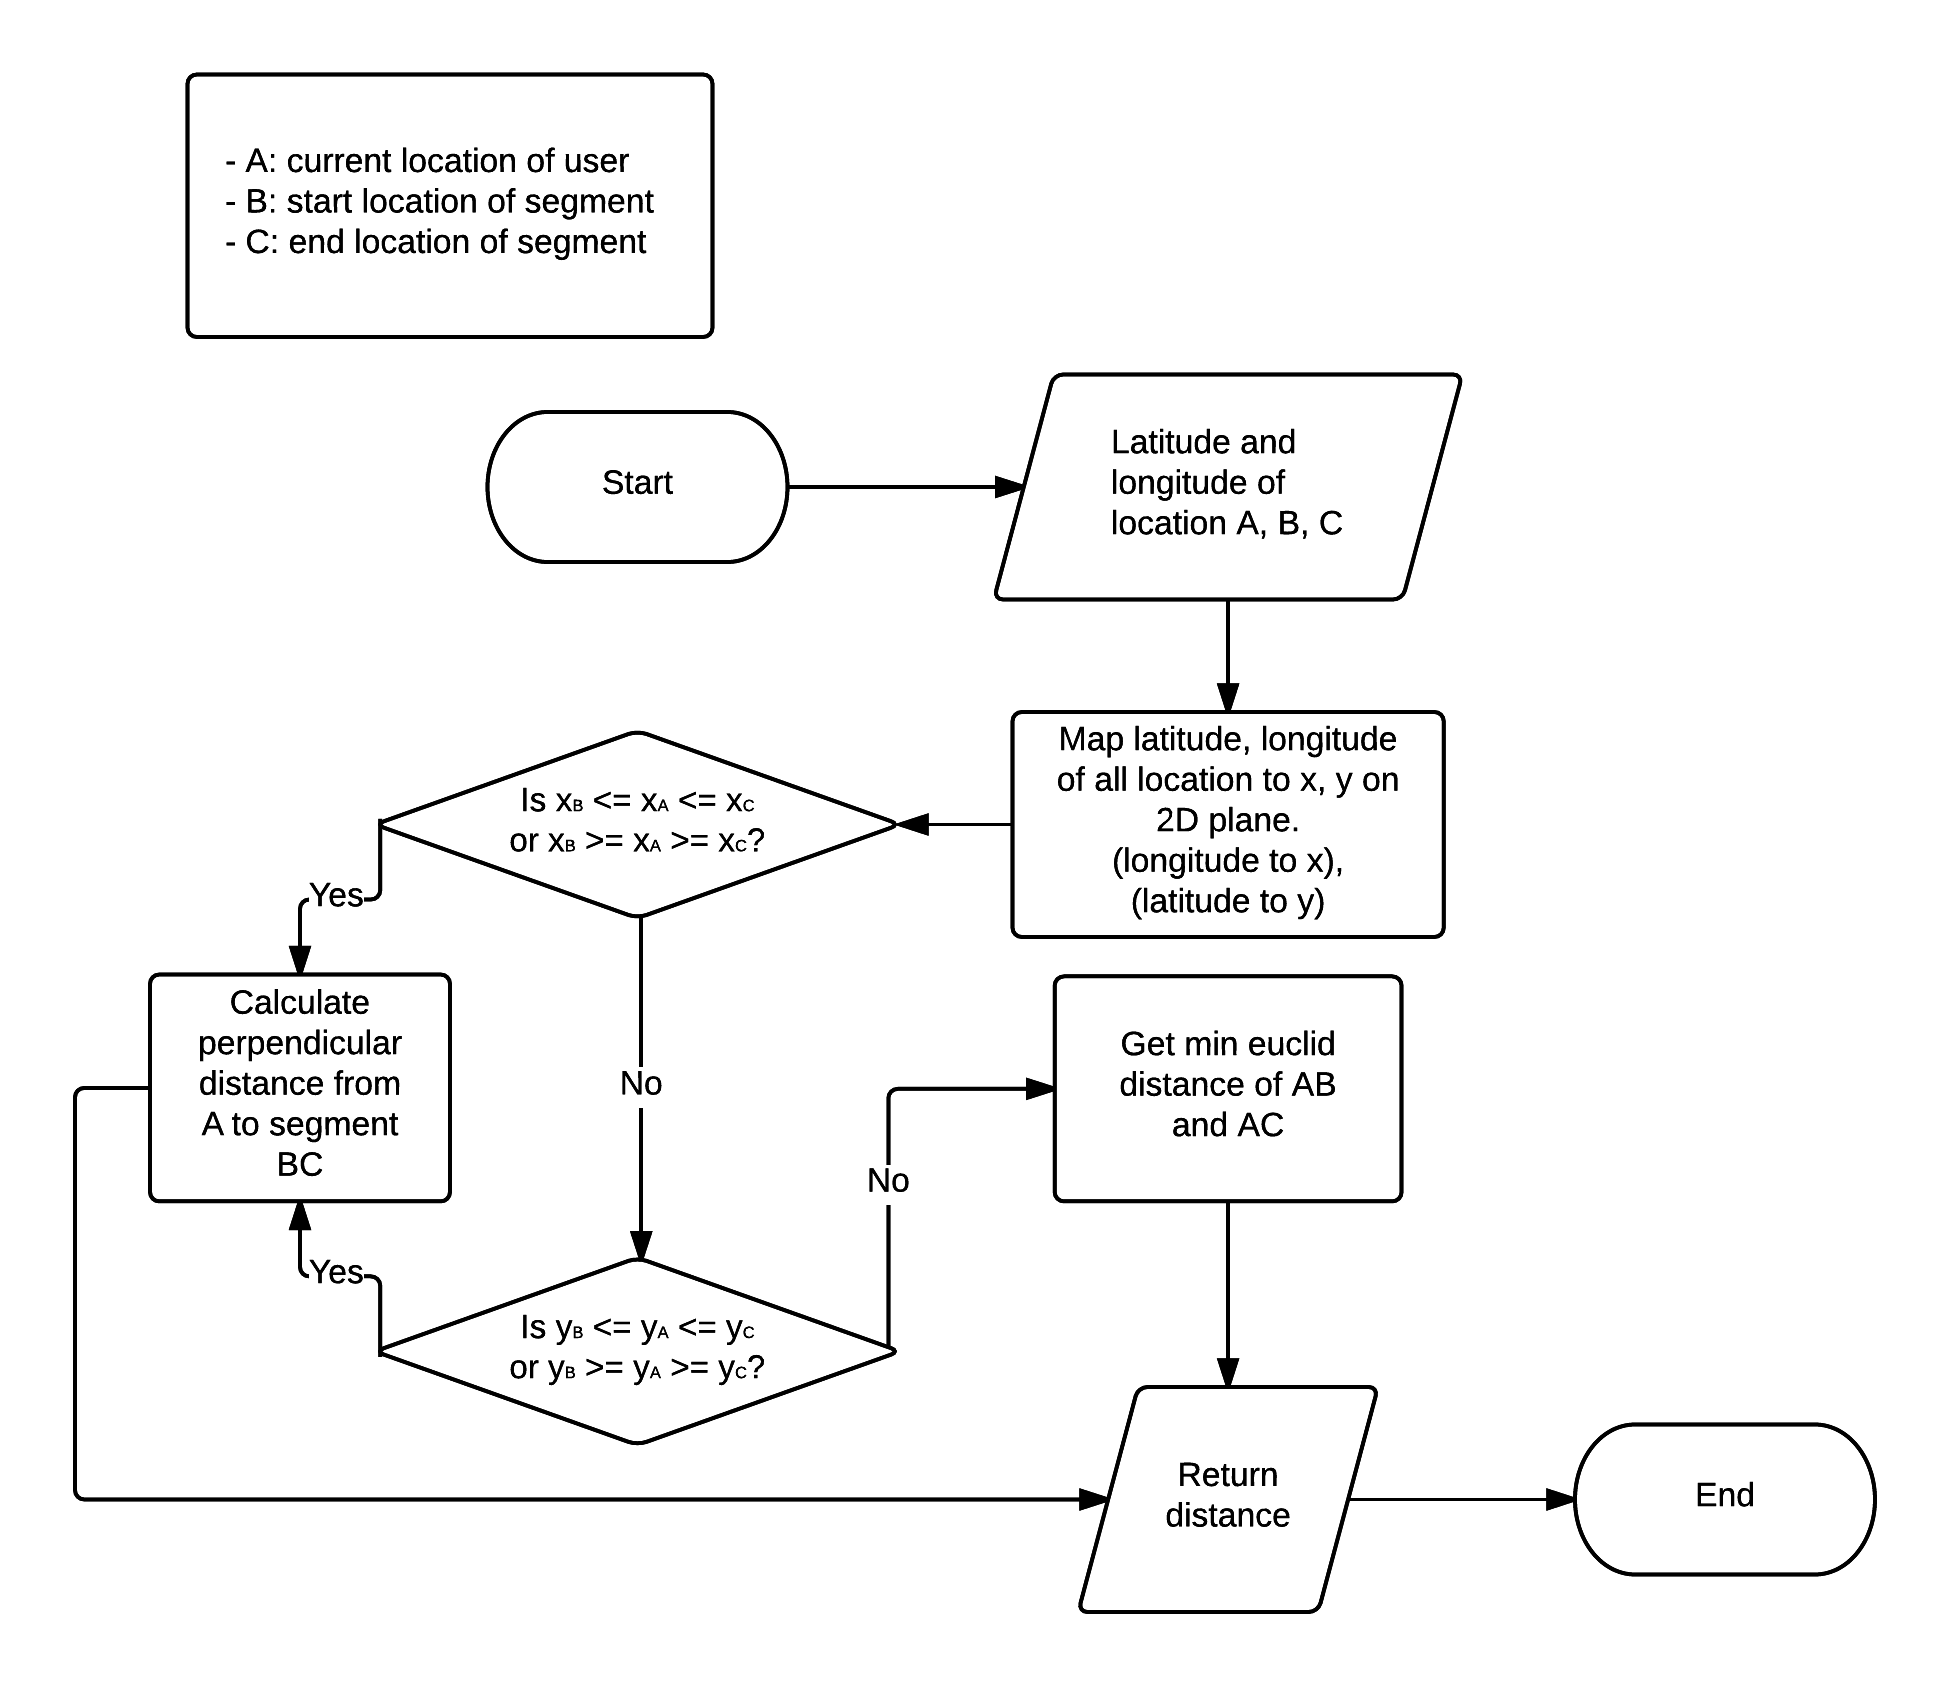 - A: current location of user
- B: start location of segment
- C: end location of segment
Start
Latitude and
longitude of
location A, B, C
Map latitude, longitude
of all location to x, y on
2D plane.
(longitude to x),
(latitude to y)
Is xB <= xA <= xC
or xB >= xA >= xC?
Yes
No
Calculate
perpendicular
distance from
A to segment
BC
Yes
Is yB <= yA <= yC
or yB >= yA >= yC?
No
Get min euclid
distance of AB
and AC
Return
distance
End